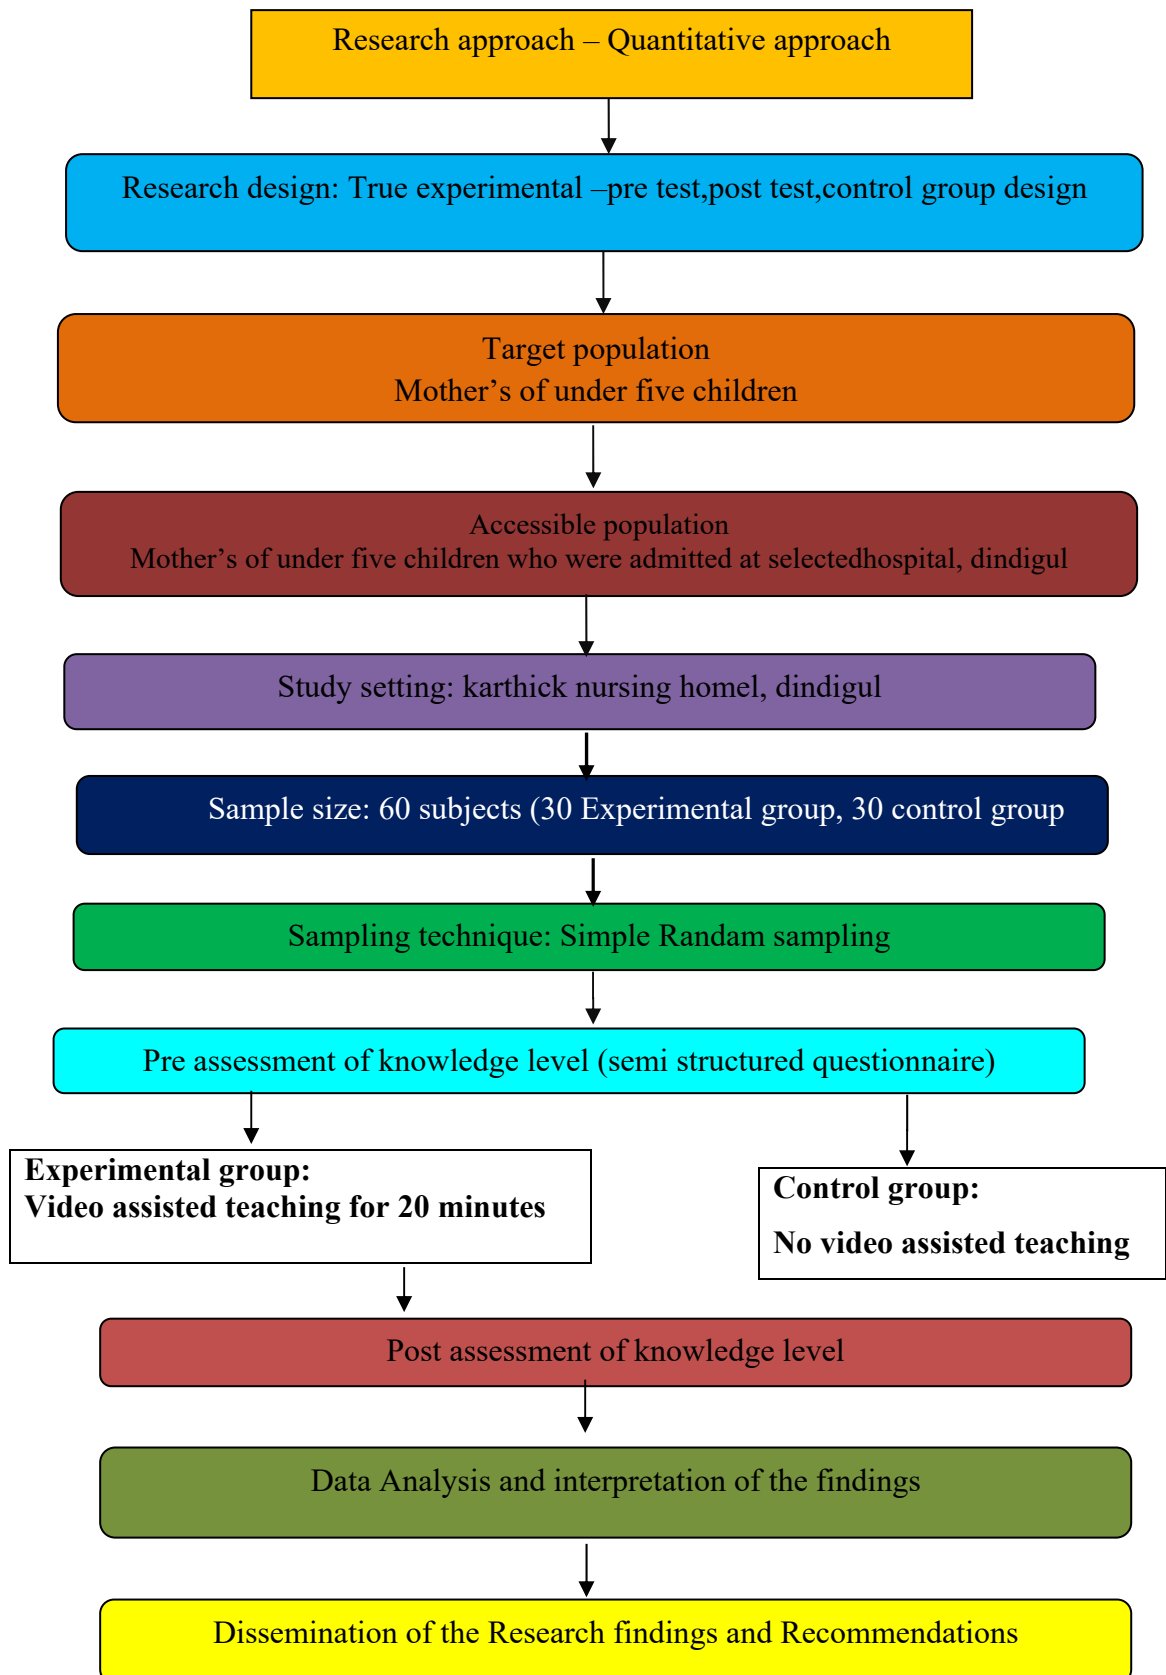 Research approach – Quantitative approach
Research design: True experimental –pre test,post test,control group design
Target population
Mother’s of under five children
Accessible population
Mother’s of under five children who were admitted at selectedhospital, dindigul
Study setting: karthick nursing homel, dindigul
Sample size: 60 subjects (30 Experimental group, 30 control group
Sampling technique: Simple Randam sampling
Pre assessment of knowledge level (semi structured questionnaire)
Experimental group:
Video assisted teaching for 20 minutes
Control group:
No video assisted teaching
Post assessment of knowledge level
Data Analysis and interpretation of the findings
Dissemination of the Research findings and Recommendations